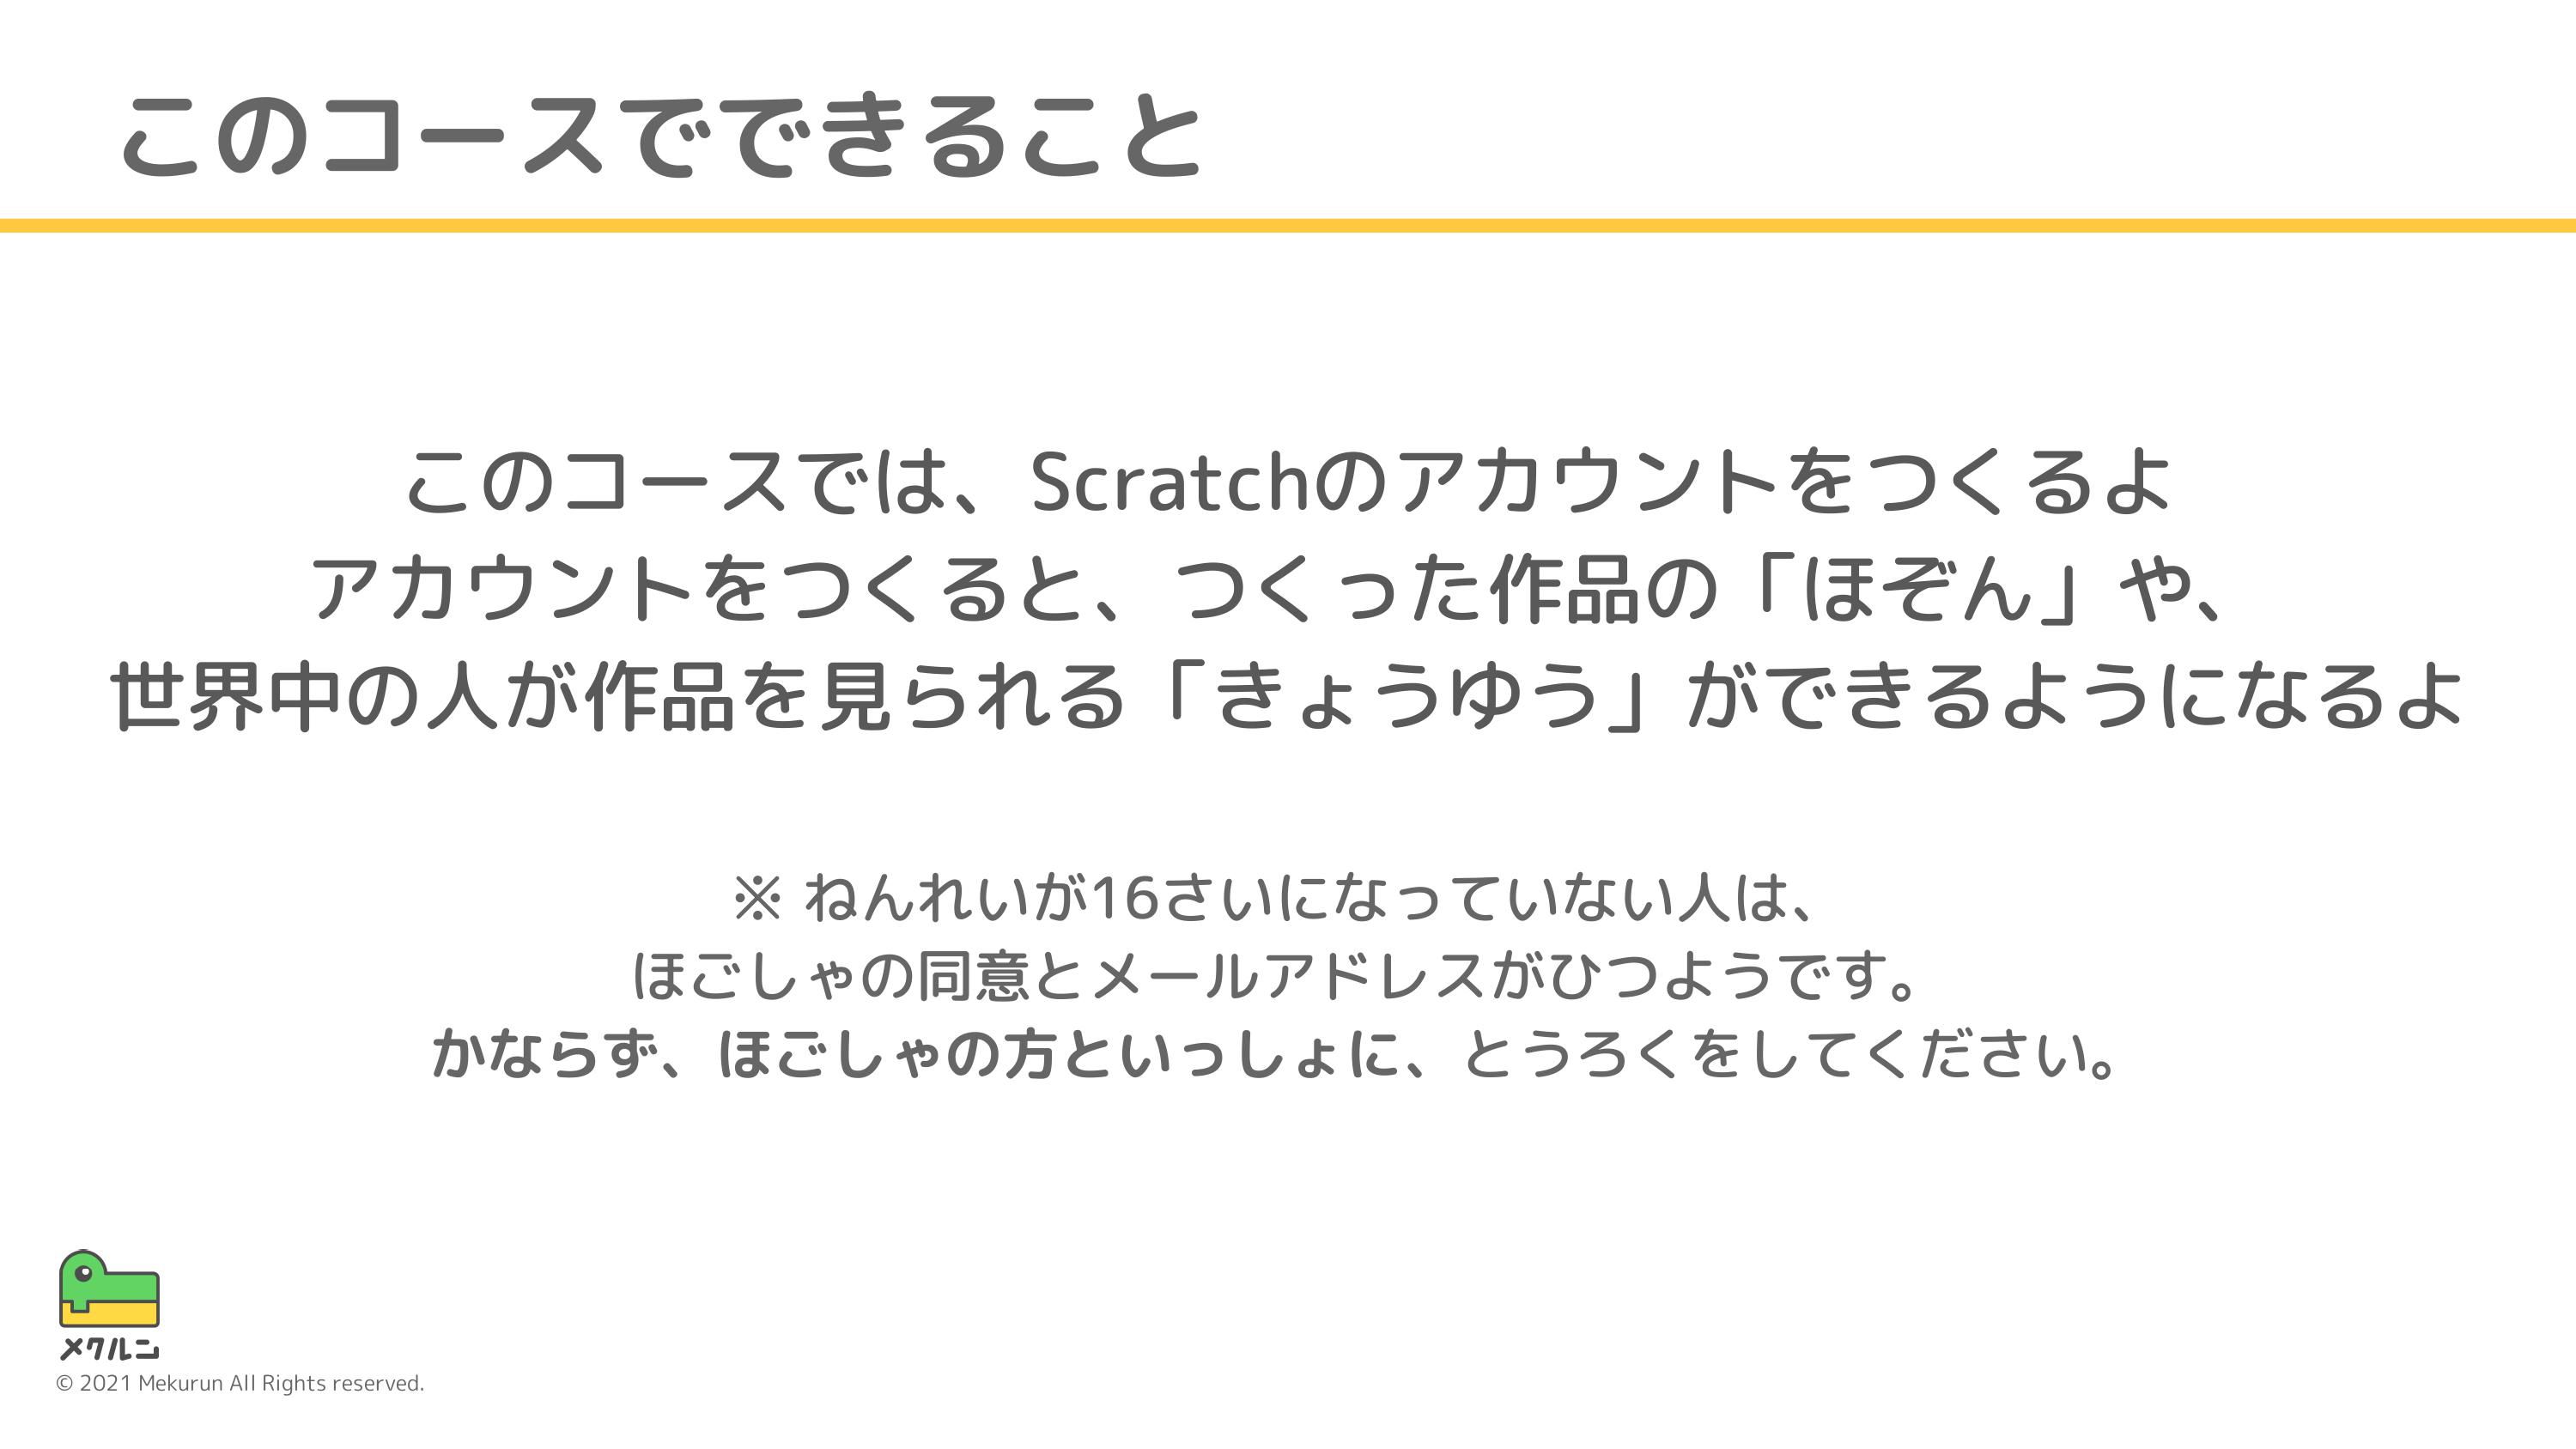 このコースでできること
このコースでは、Scratchのアカウントをつくるよ
アカウントをつくると、つくった作品の「ほぞん」や、
世界中の人が作品を見られる「きょうゆう」ができるようになるよ
※ ねんれいが16さいになっていない人は、
ほごしゃの同意とメールアドレスがひつようです。
かならず、ほごしゃの方といっしょに、とうろくをしてください。
メクルン
© 2021 Mekurun All Rights reserved.